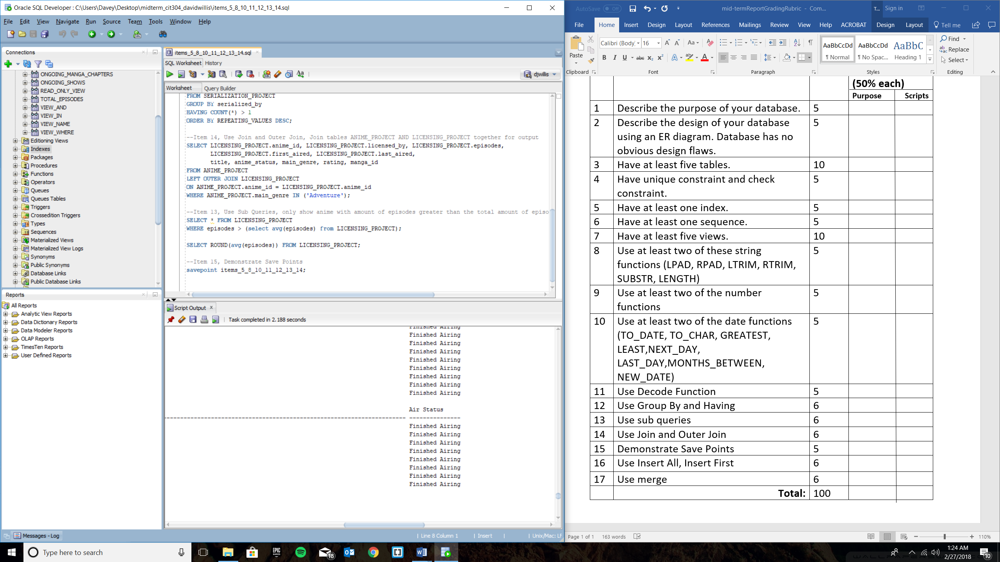 Oracle SQL Developer : C:\Users\Davey\Desktop\midterm_cit304_davidwillis\items_5_8_10_11_12_13_14.sql
File Edit View Navigate Run Source Team Tools Window Help
Connections
ONGOING_MANGA_CHAPTERS
ONGOING_SHOWS
READ_ONLY_VIEW
TOTAL_EPISODES
VIEW_AND
VIEW_IN
VIEW_NAME
VIEW_WHERE
Editioning Views
Indexes
Packages
Procedures
Functions
Operators
Queues
Queues Tables
Triggers
Crossedition Triggers
Types
Sequences
Materialized Views
Materialized View Logs
Synonyms
Public Synonyms
Database Links
Public Database Links
Reports
All Reports
Analytic View Reports
Data Dictionary Reports
Data Modeler Reports
OLAP Reports
TimesTen Reports
User Defined Reports
Messages - Log
items_5_8_10_11_12_13_14.sql
SQL Worksheet History
djwillis
Worksheet Query Builder
FROM SERIALIZATION_PROJECT
GROUP BY serialized_by
HAVING COUNT(*) > 1
ORDER BY REPEATING_VALUES DESC;
--Item 14, Use Join and Outer Join, Join tables ANIME_PROJECT AND LICENSING_PROJECT together for output
SELECT LICENSING_PROJECT.anime_id, LICENSING_PROJECT.licensed_by, LICENSING_PROJECT.episodes,
LICENSING_PROJECT.first_aired, LICENSING_PROJECT.last_aired,
title, anime_status, main_genre, rating, manga_id
FROM ANIME_PROJECT
LEFT OUTER JOIN LICENSING_PROJECT
ON ANIME_PROJECT.anime_id = LICENSING_PROJECT.anime_id
WHERE ANIME_PROJECT.main_genre IN ('Adventure');
--Item 13, Use Sub Queries, only show anime with amount of episodes greater than the total amount of episo
SELECT * FROM LICENSING_PROJECT
WHERE episodes > (select avg(episodes) from LICENSING_PROJECT);
SELECT ROUND(avg(episodes)) FROM LICENSING_PROJECT;
--Item 15, Demonstrate Save Points
savepoint items_5_8_10_11_12_13_14;
Script Output
Task completed in 2.188 seconds
Finished Airing
Finished Airing
Finished Airing
Finished Airing
Finished Airing
Finished Airing
Finished Airing
Finished Airing
Finished Airing
Air Status
--------------------------------------------------------------------- ---------------
Finished Airing
Finished Airing
Finished Airing
Finished Airing
Finished Airing
Finished Airing
Finished Airing
Finished Airing
Line 8 Column 1 Insert Unix/Mac: LF
AutoSave Off mid-termReportGradingRubric - Com... T... Sign in
File Home Insert Design Layout References Mailings Review View Help ACROBAT Design Layout Tell me
Paste
Calibri (Body) 16
AaBbCcDd AaBbCcDd AaBbC
¶ Normal ¶ No Spac... Heading 1
Find
Replace
Select
Clipboard Font Paragraph Styles Editing
(50% each)
Purpose Scripts
1 Describe the purpose of your database. 5
2 Describe the design of your database 5
using an ER diagram. Database has no
obvious design flaws.
3 Have at least five tables. 10
4 Have unique constraint and check 5
constraint.
5 Have at least one index. 5
6 Have at least one sequence. 5
7 Have at least five views. 10
8 Use at least two of these string 5
functions (LPAD, RPAD, LTRIM, RTRIM,
SUBSTR, LENGTH)
9 Use at least two of the number 5
functions
10 Use at least two of the date functions 5
(TO_DATE, TO_CHAR, GREATEST,
LEAST,NEXT_DAY,
LAST_DAY,MONTHS_BETWEEN,
NEW_DATE)
11 Use Decode Function 5
12 Use Group By and Having 6
13 Use sub queries 6
14 Use Join and Outer Join 6
15 Demonstrate Save Points 5
16 Use Insert All, Insert First 6
17 Use merge 6
Total: 100
Page 1 of 1 163 words 110%
Type here to search
EPIC GAMES
18
1:24 AM
2/27/2018
10